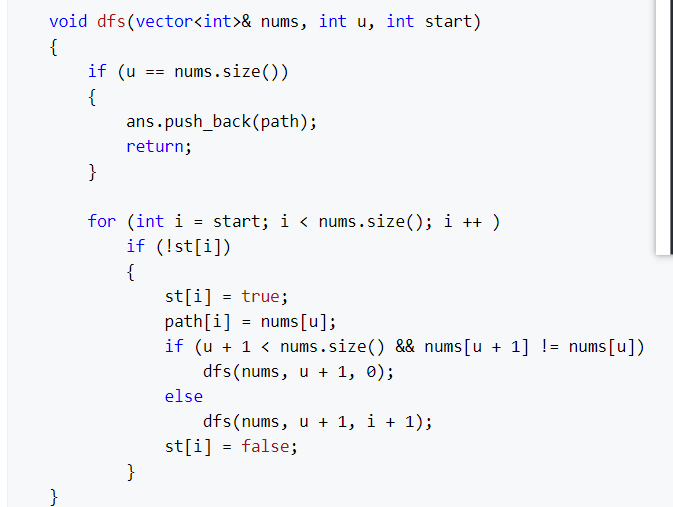 void dfs(vector<int>& nums, int u, int start)
{
    if (u == nums.size())
    {
        ans.push_back(path);
        return;
    }

    for (int i = start; i < nums.size(); i ++ )
        if (!st[i])
        {
            st[i] = true;
            path[i] = nums[u];
            if (u + 1 < nums.size() && nums[u + 1] != nums[u])
                dfs(nums, u + 1, 0);
            else
                dfs(nums, u + 1, i + 1);
            st[i] = false;
        }
}